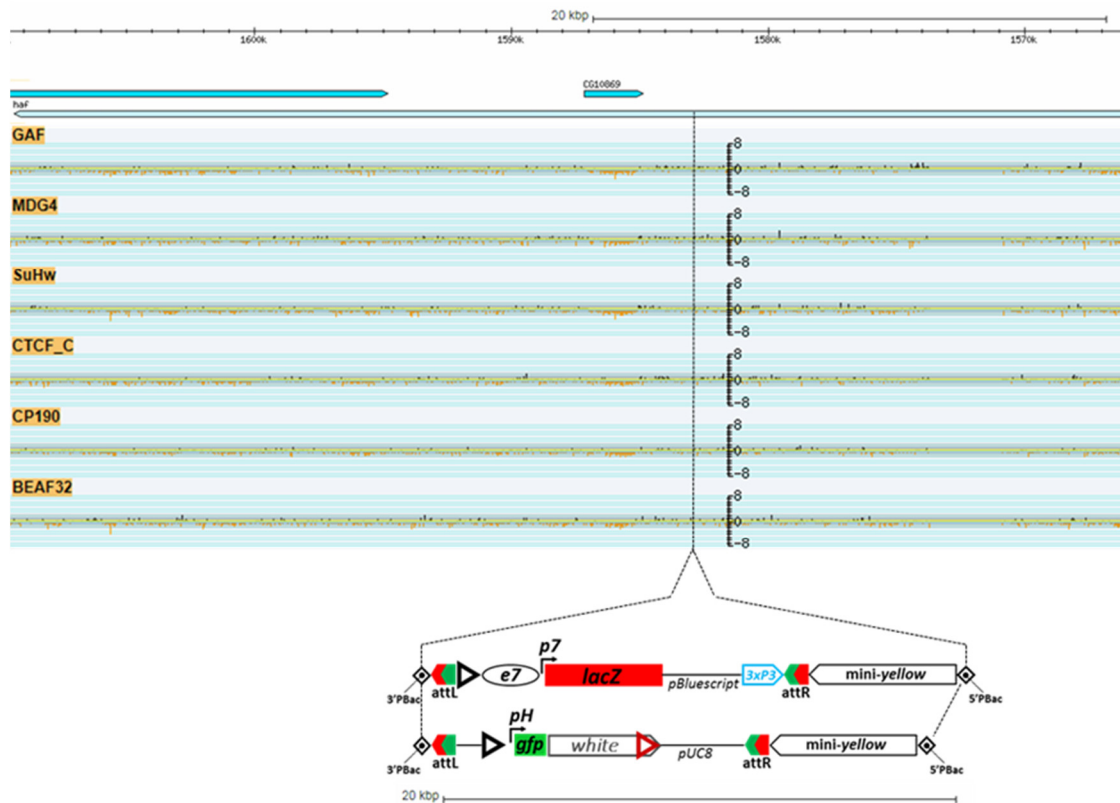 20 kbp
1600k 1590k 1580k 1570k
CG10869
haf
GAF
8
0
-8
MDG4
8
0
-8
SuHw
8
0
-8
CTCF_C
8
0
-8
CP190
8
0
-8
BEAF32
8
0
-8
p7
e7 lacZ pBluescript 3xP3 mini-yellow
3'PBac attL attR 5'PBac
pH
gfp white pUC8 mini-yellow
3'PBac attL attR 5'PBac
20 kbp